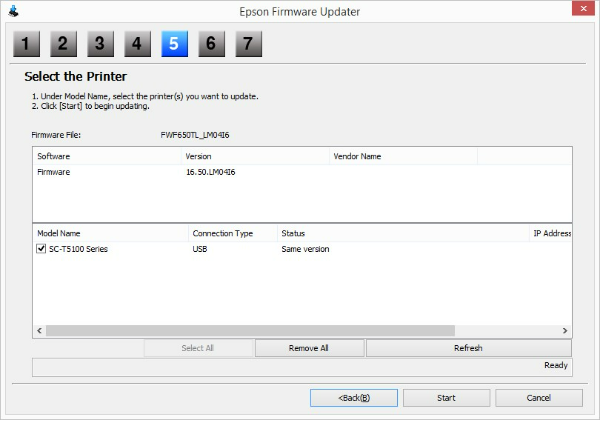 Epson Firmware Updater
1 2 3 4 5 6 7
Select the Printer
1. Under Model Name, select the printer(s) you want to update.
2. Click [Start] to begin updating.
Firmware File: FWF650TL_LM04I6
Software Version Vendor Name
Firmware 16.50.LM04I6
Model Name Connection Type Status IP Address
SC-T5100 Series USB Same version
Select All Remove All Refresh
Ready
<Back(B) Start Cancel